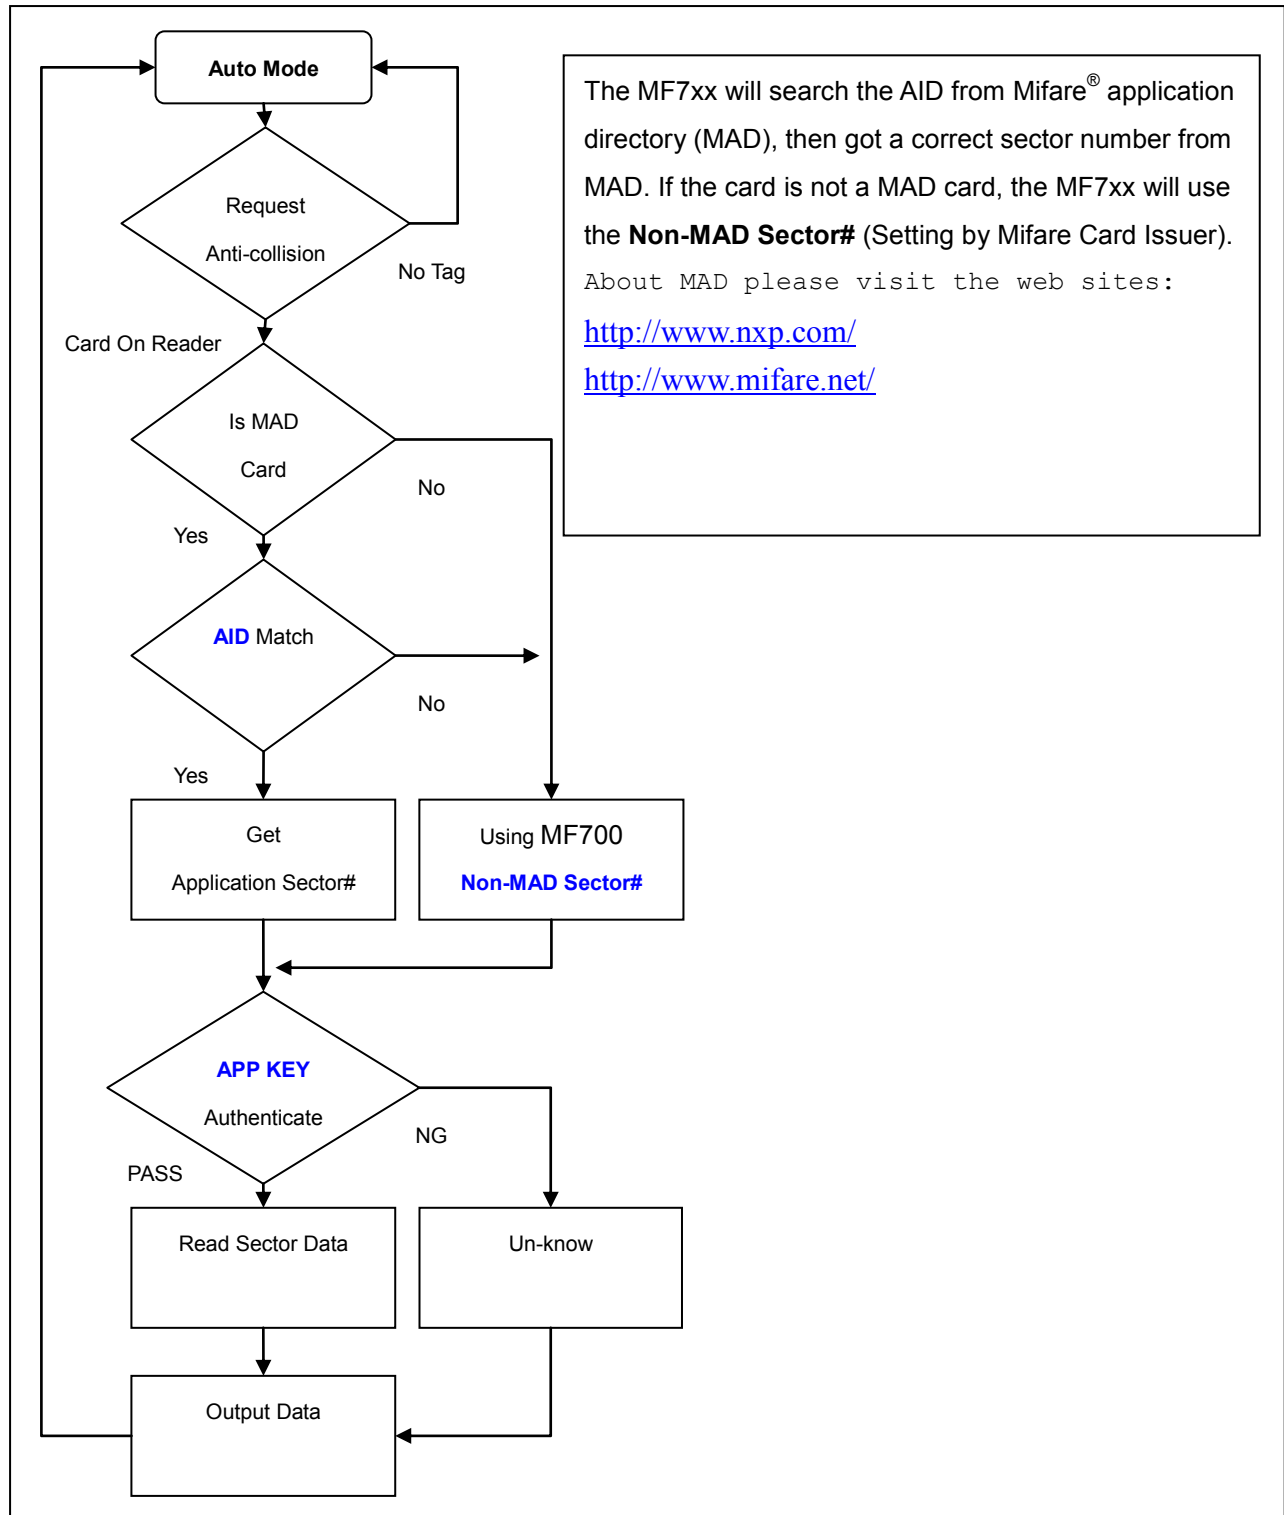 Auto Mode
Request
Anti-collision
No Tag
Card On Reader
Is MAD
Card
No
Yes
AID Match
No
Yes
Get
Application Sector#
Using MF700
Non-MAD Sector#
APP KEY
Authenticate
NG
PASS
Read Sector Data
Un-know
Output Data
The MF7xx will search the AID from Mifare® application
directory (MAD), then got a correct sector number from
MAD. If the card is not a MAD card, the MF7xx will use
the Non-MAD Sector# (Setting by Mifare Card Issuer).
About MAD please visit the web sites:
http://www.nxp.com/
http://www.mifare.net/